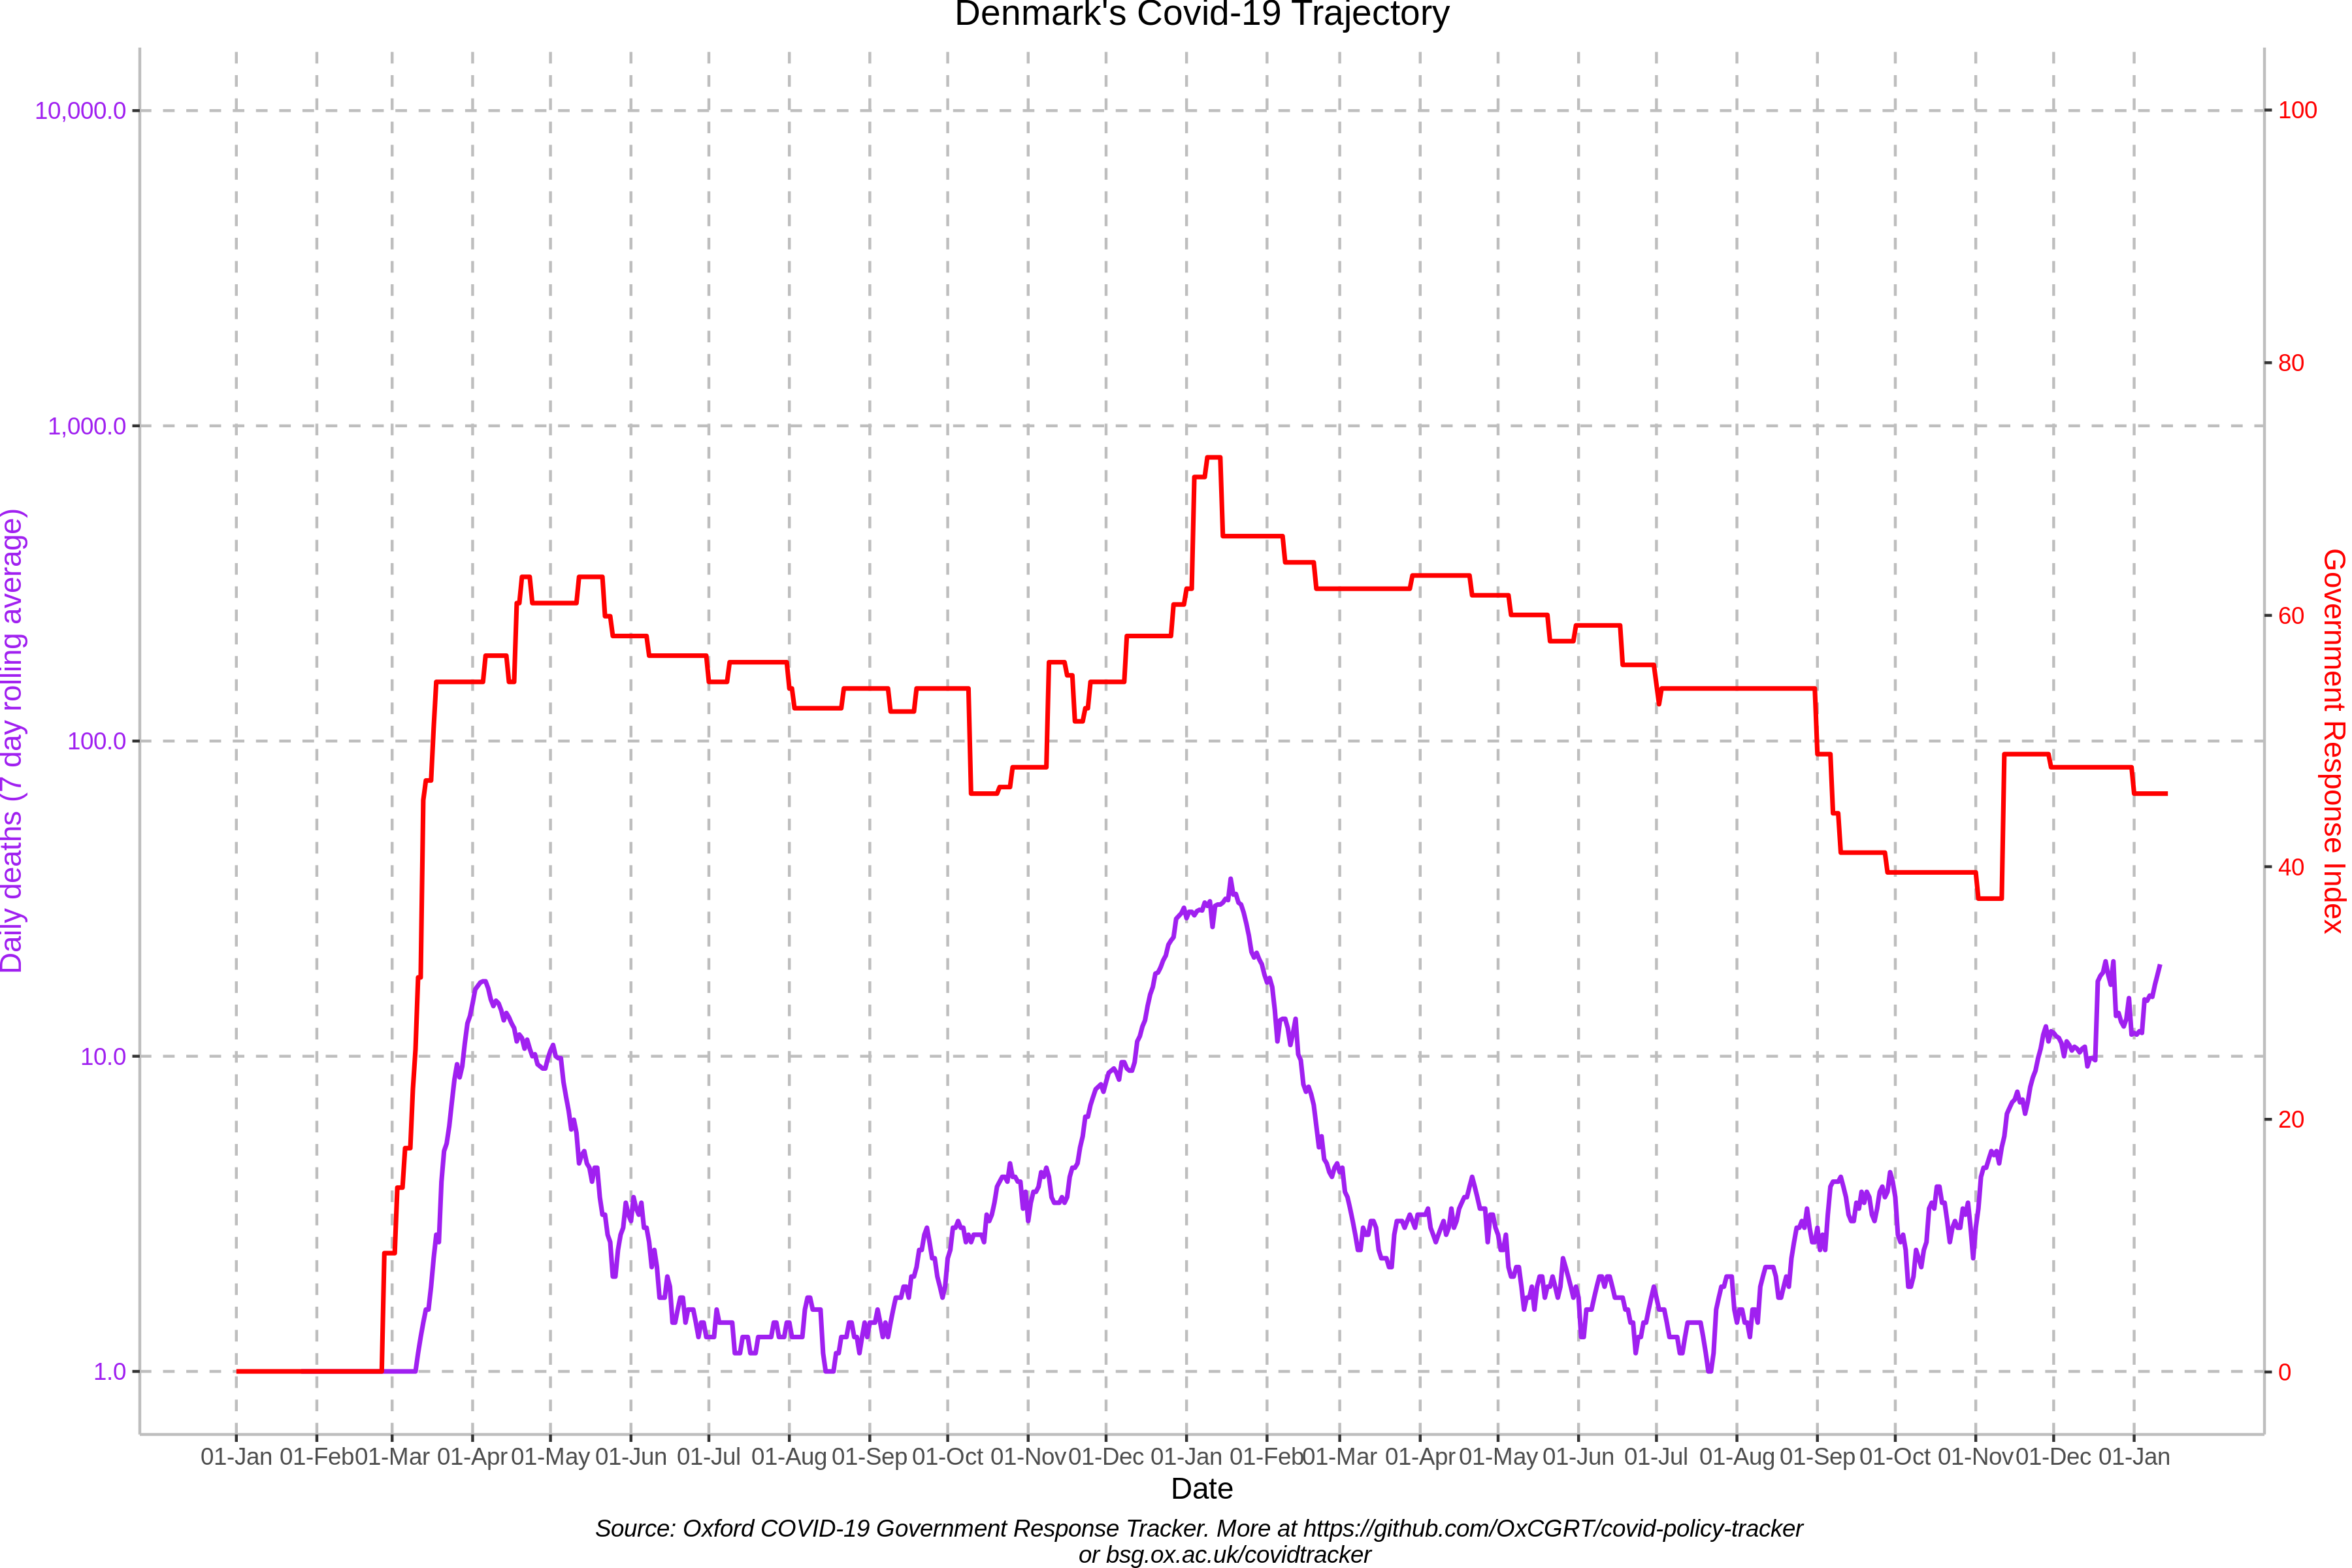 Denmark's Covid-19 Trajectory
10,000.0
1,000.0
100.0
10.0
1.0
Daily deaths (7 day rolling average)
100
80
60
40
20
0
Government Response Index
01-Jan 01-Feb 01-Mar 01-Apr 01-May 01-Jun 01-Jul 01-Aug 01-Sep 01-Oct 01-Nov 01-Dec 01-Jan 01-Feb 01-Mar 01-Apr 01-May 01-Jun 01-Jul 01-Aug 01-Sep 01-Oct 01-Nov 01-Dec 01-Jan
Date
Source: Oxford COVID-19 Government Response Tracker. More at https://github.com/OxCGRT/covid-policy-tracker
or bsg.ox.ac.uk/covidtracker